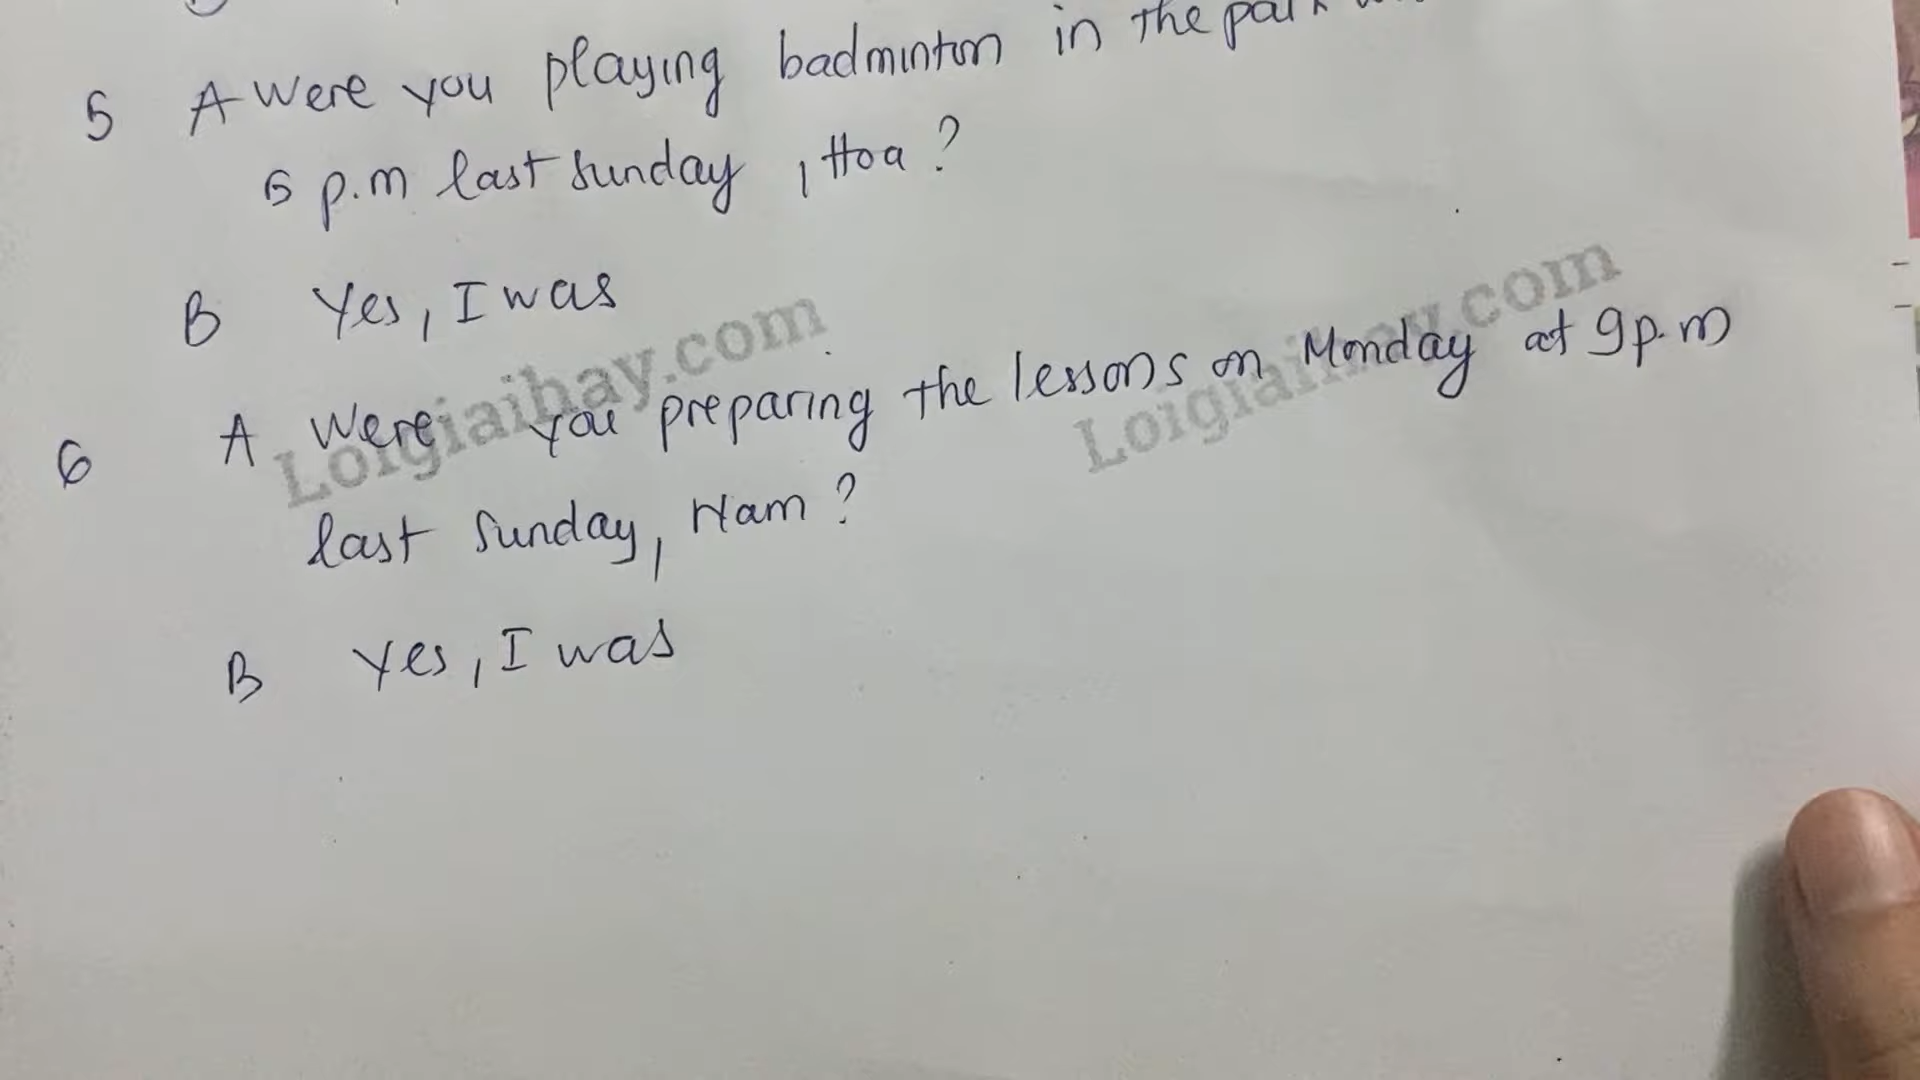 5 A Were you playing badminton in the park
5 p.m last Sunday, Hoa?
B Yes, I was
6 A Were you preparing the lessons on Monday at 9 p.m
last Sunday, Nam?
B Yes, I was
Loigiaihay.com
Loigiaihay.com